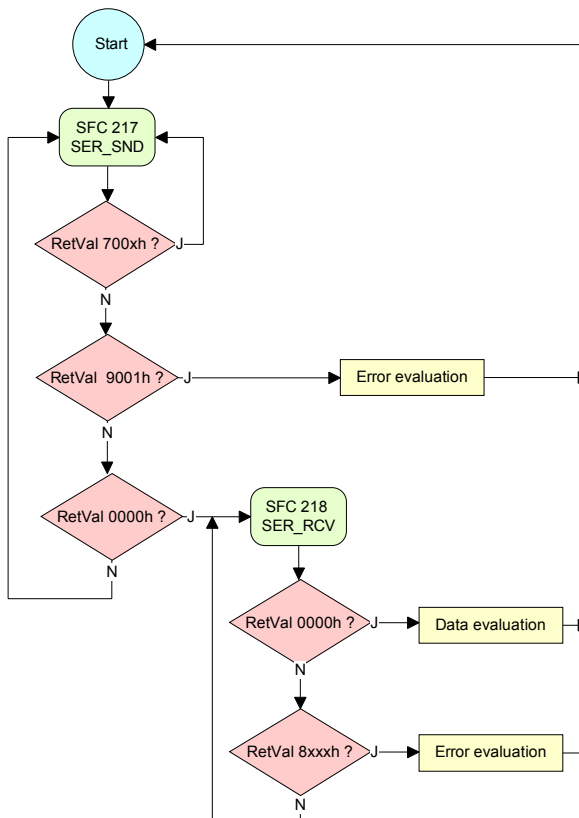 Start
SFC 217
SER_SND
RetVal 700xh ?
J
N
RetVal 9001h ?
J
Error evaluation
N
RetVal 0000h ?
J
SFC 218
SER_RCV
N
RetVal 0000h ?
J
Data evaluation
N
RetVal 8xxxh ?
J
Error evaluation
N